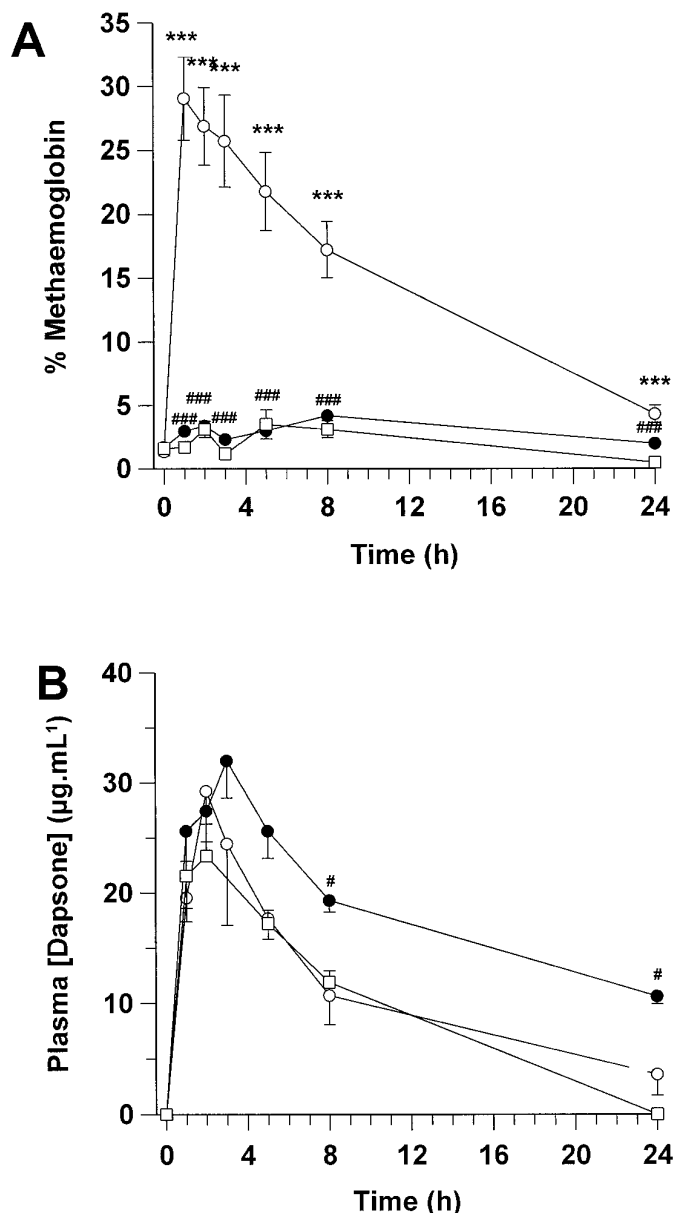 A
% Methaemoglobin
35
30
25
20
15
10
5
0
*** *** *** *** *** ***
### ### ### ### ### ###
0 4 8 12 16 20 24
Time (h)
B
Plasma [Dapsone] (µg.mL¹)
40
30
20
10
0
# #
0 4 8 12 16 20 24
Time (h)